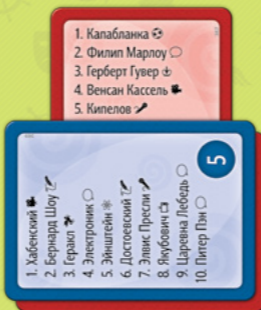 1. Капабланка
2. Филип Марлоу
3. Герберт Гувер
4. Венсан Кассель
5. Кипелов
5
1. Хабенский
2. Бернард Шоу
3. Геракл
4. Электроник
5. Эйнштейн
6. Достоевский
7. Элвис Пресли
8. Якубович
9. Царевна Лебедь
10. Питер Пэн